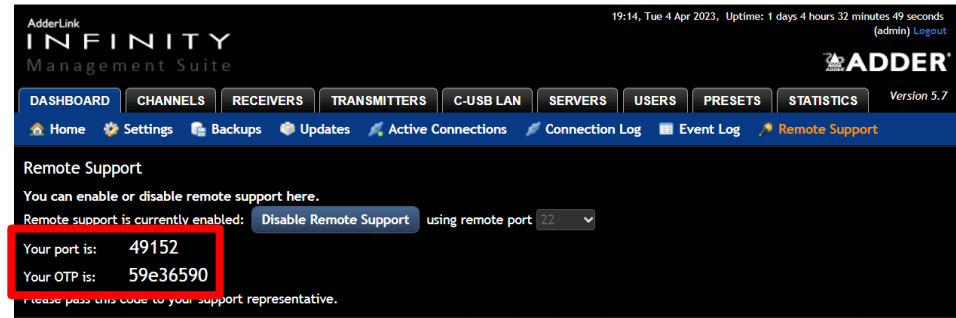 AdderLink
INFINITY
Management Suite
19:14, Tue 4 Apr 2023, Uptime: 1 days 4 hours 32 minutes 49 seconds
(admin) Logout
ADDER
DASHBOARD CHANNELS RECEIVERS TRANSMITTERS C-USB LAN SERVERS USERS PRESETS STATISTICS Version 5.7
Home Settings Backups Updates Active Connections Connection Log Event Log Remote Support
Remote Support
You can enable or disable remote support here.
Remote support is currently enabled: Disable Remote Support using remote port 22
Your port is: 49152
Your OTP is: 59e36590
Please pass this code to your support representative.